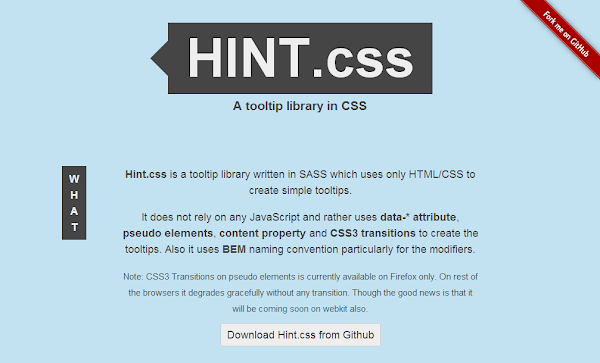 Fork me on GitHub
HINT.css
A tooltip library in CSS
W
H
A
T
Hint.css is a tooltip library written in SASS which uses only HTML/CSS to
create simple tooltips.
It does not rely on any JavaScript and rather uses data-* attribute,
pseudo elements, content property and CSS3 transitions to create the
tooltips. Also it uses BEM naming convention particularly for the modifiers.
Note: CSS3 Transitions on pseudo elements is currently available on Firefox only. On rest of
the browsers it degrades gracefully without any transition. Though the good news is that it
will be coming soon on webkit also.
Download Hint.css from Github